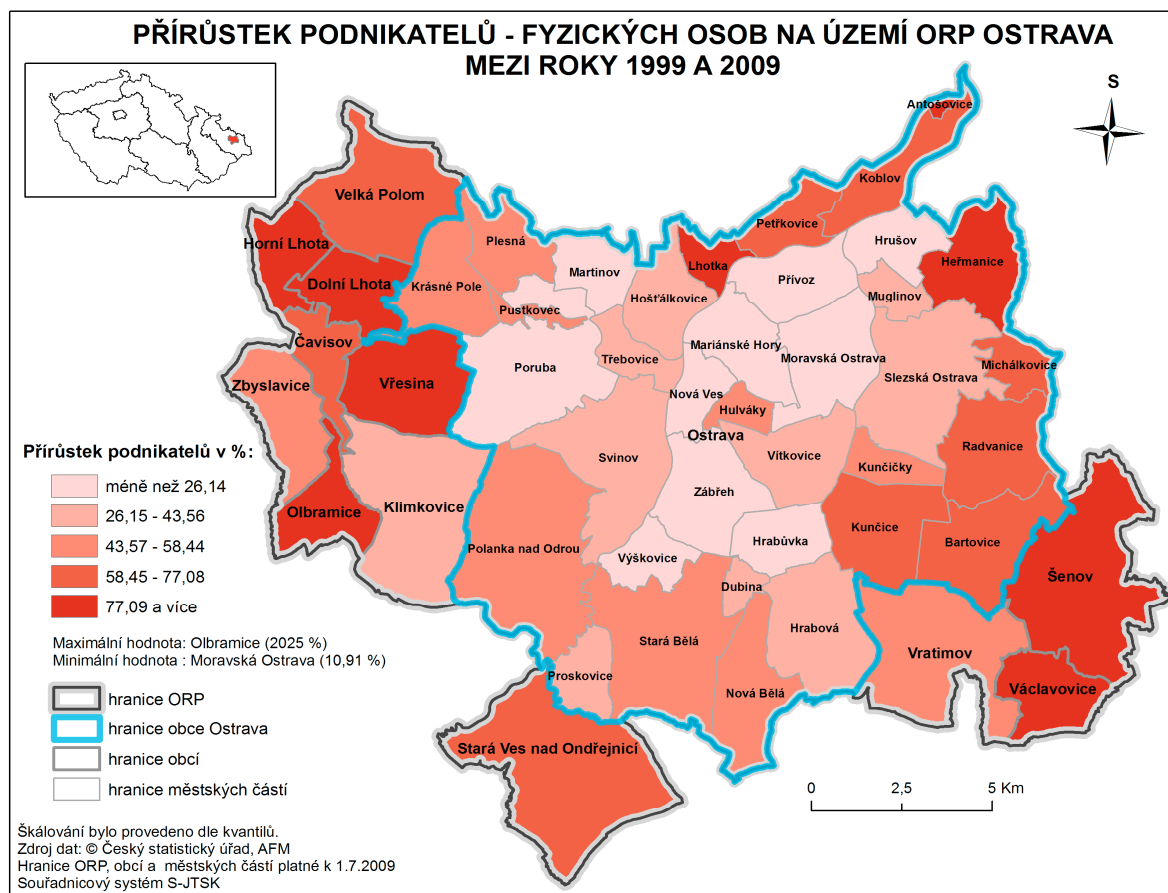 PŘÍRŮSTEK PODNIKATELŮ - FYZICKÝCH OSOB NA ÚZEMÍ ORP OSTRAVA
MEZI ROKY 1999 A 2009
S
Antošovice
Koblov
Velká Polom
Petřkovice
Horní Lhota
Plesná
Hrušov
Martinov
Lhotka
Heřmanice
Přívoz
Dolní Lhota
Krásné Pole
Hošťálkovice
Muglinov
Pustkovec
Čavisov
Mariánské Hory
Třebovice
Moravská Ostrava
Michálkovice
Poruba
Slezská Ostrava
Zbyslavice
Vřesina
Nová Ves
Hulváky
Ostrava
Radvanice
Svinov
Vítkovice
Kunčičky
Zábřeh
Klimkovice
Olbramice
Kunčice
Bartovice
Polanka nad Odrou
Hrabůvka
Výškovice
Šenov
Dubina
Hrabová
Stará Bělá
Vratimov
Proskovice
Nová Bělá
Václavovice
Stará Ves nad Ondřejnicí
Přírůstek podnikatelů v %:
méně než 26,14
26,15 - 43,56
43,57 - 58,44
58,45 - 77,08
77,09 a více
Maximální hodnota: Olbramice (2025 %)
Minimální hodnota : Moravská Ostrava (10,91 %)
hranice ORP
hranice obce Ostrava
hranice obcí
hranice městských částí
0 2,5 5 Km
Škálování bylo provedeno dle kvantilů.
Zdroj dat: © Český statistický úřad, AFM
Hranice ORP, obcí a městských částí platné k 1.7.2009
Souřadnicový systém S-JTSK